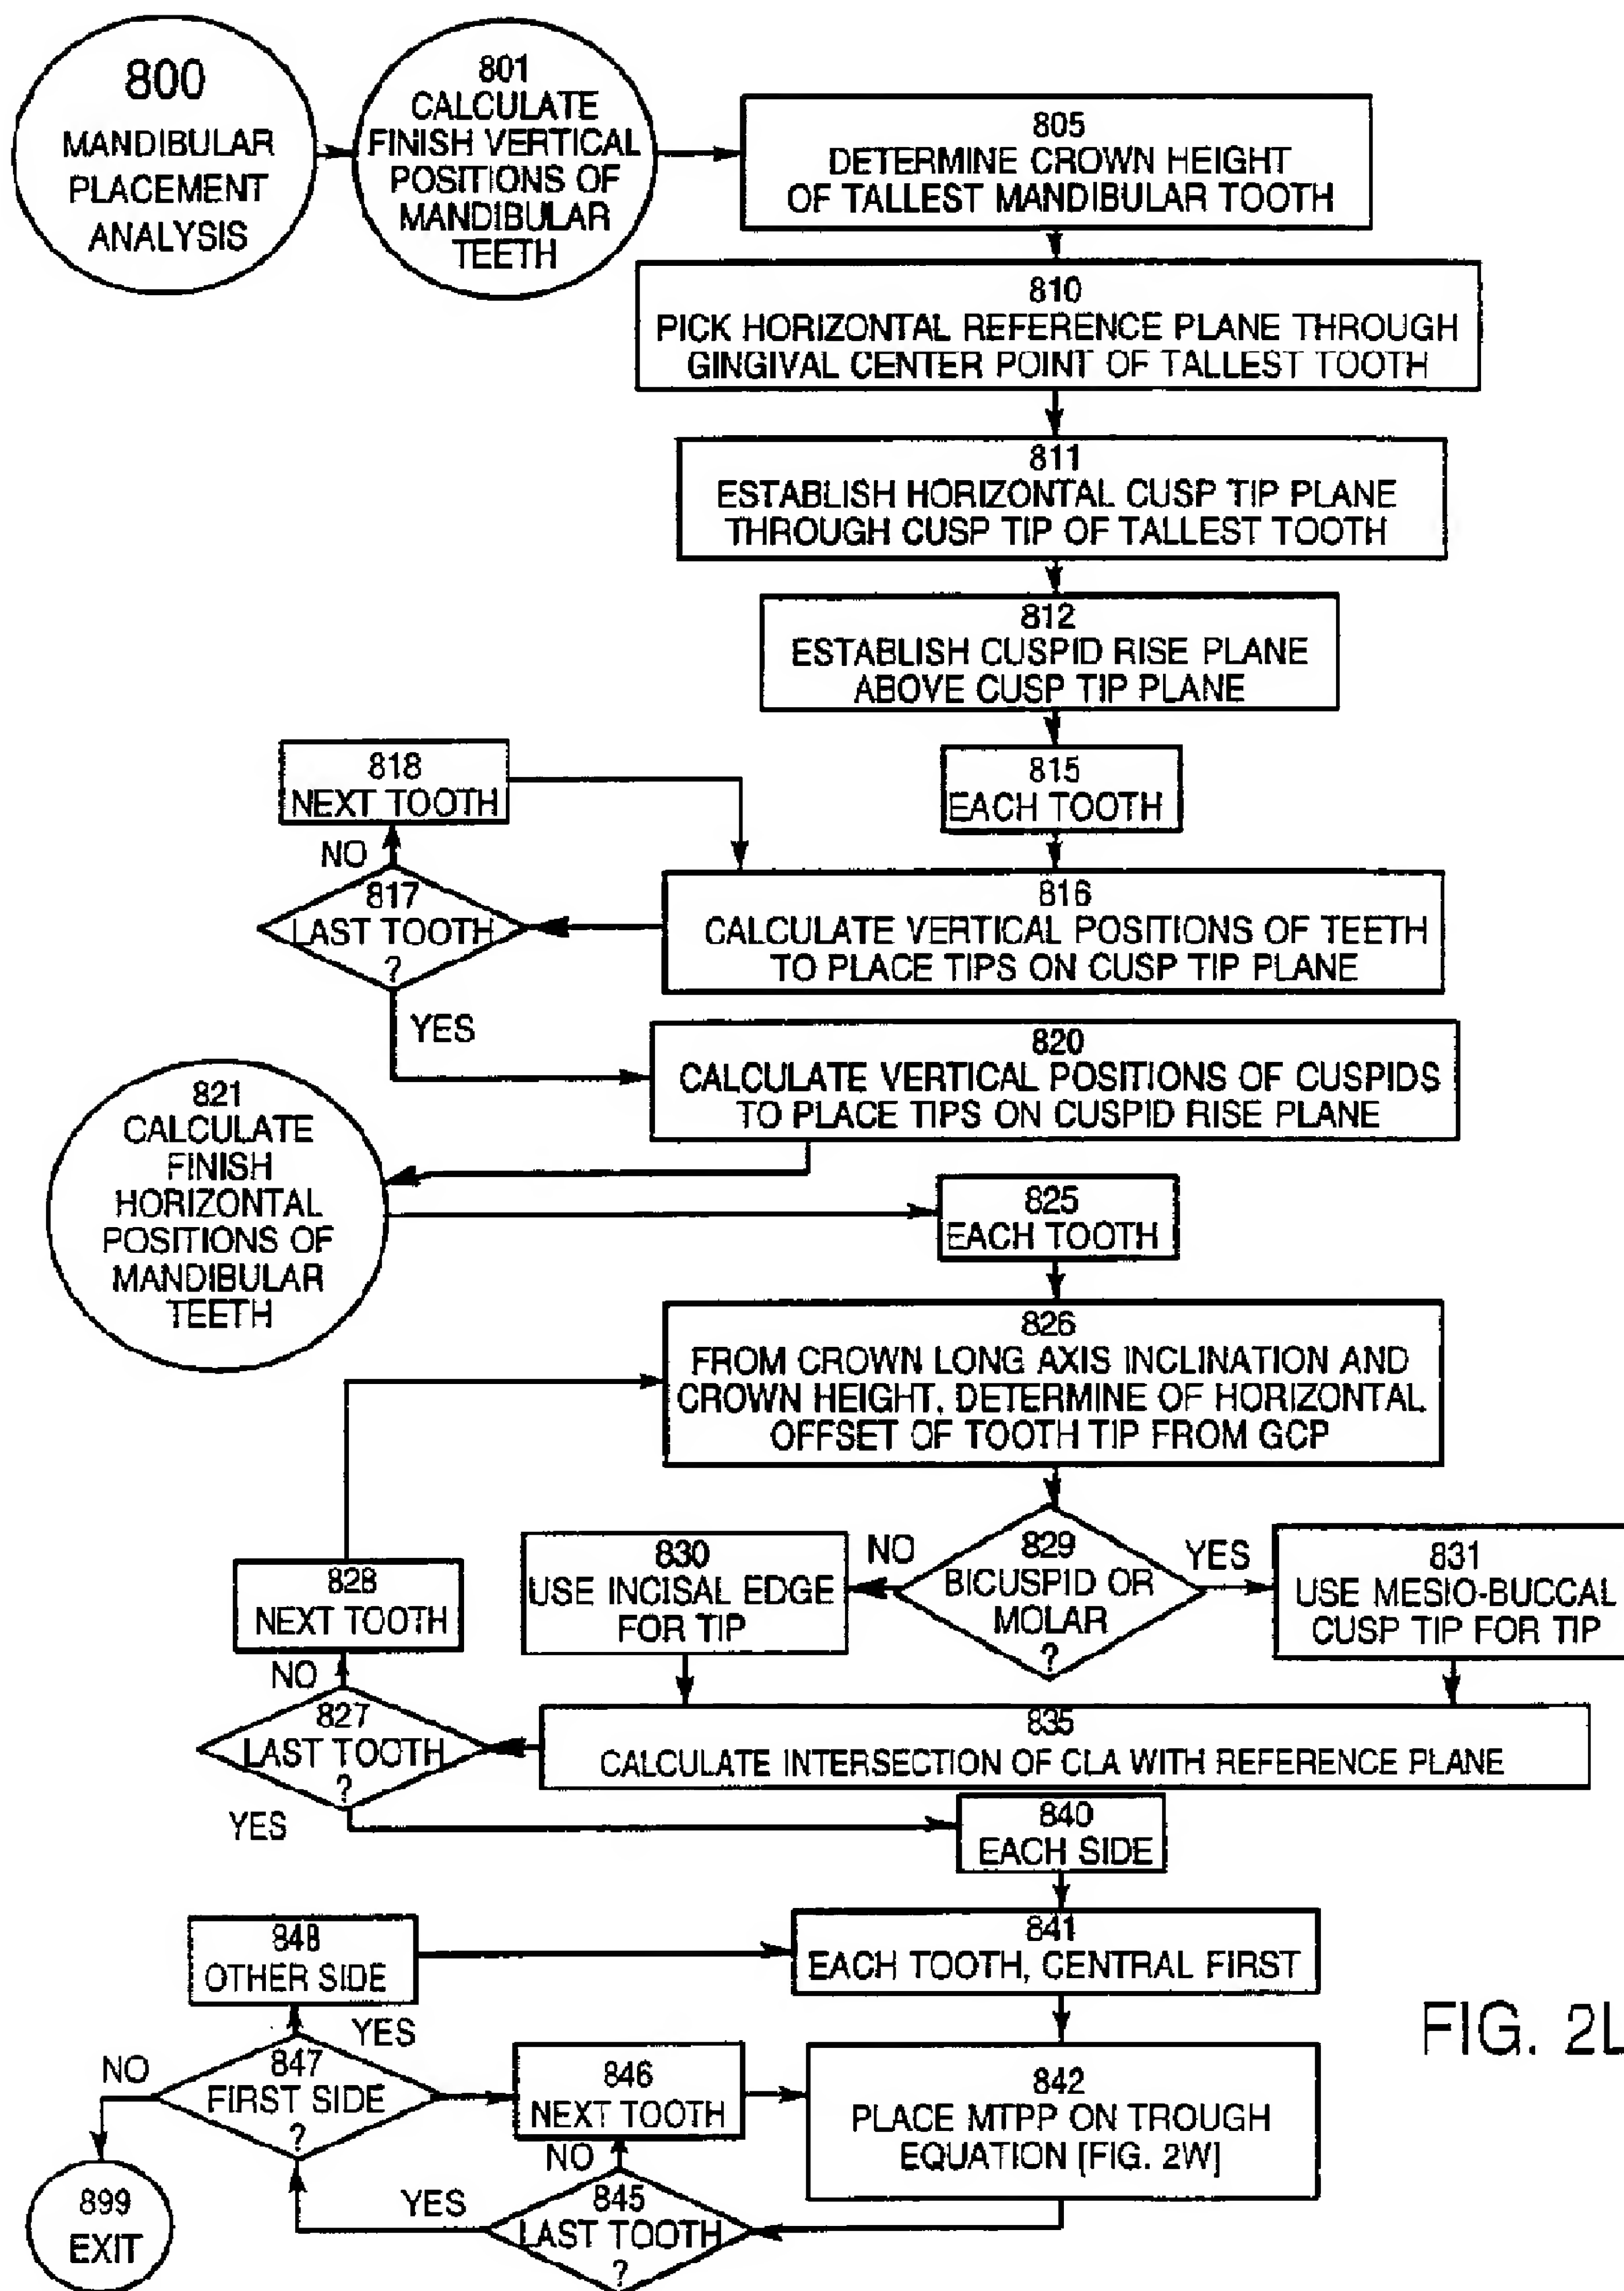 800
MANDIBULAR
PLACEMENT
ANALYSIS
801
CALCULATE
FINISH VERTICAL
POSITIONS OF
MANDIBULAR
TEETH
805
DETERMINE CROWN HEIGHT
OF TALLEST MANDIBULAR TOOTH
810
PICK HORIZONTAL REFERENCE PLANE THROUGH
GINGIVAL CENTER POINT OF TALLEST TOOTH
811
ESTABLISH HORIZONTAL CUSP TIP PLANE
THROUGH CUSP TIP OF TALLEST TOOTH
812
ESTABLISH CUSPID RISE PLANE
ABOVE CUSP TIP PLANE
815
EACH TOOTH
818
NEXT TOOTH
NO
817
LAST TOOTH
?
YES
816
CALCULATE VERTICAL POSITIONS OF TEETH
TO PLACE TIPS ON CUSP TIP PLANE
820
CALCULATE VERTICAL POSITIONS OF CUSPIDS
TO PLACE TIPS ON CUSPID RISE PLANE
821
CALCULATE
FINISH
HORIZONTAL
POSITIONS OF
MANDIBULAR
TEETH
825
EACH TOOTH
826
FROM CROWN LONG AXIS INCLINATION AND
CROWN HEIGHT, DETERMINE OF HORIZONTAL
OFFSET OF TOOTH TIP FROM GCP
829
BICUSPID OR
MOLAR
?
NO
YES
830
USE INCISAL EDGE
FOR TIP
831
USE MESIO-BUCCAL
CUSP TIP FOR TIP
828
NEXT TOOTH
NO
827
LAST TOOTH
?
YES
835
CALCULATE INTERSECTION OF CLA WITH REFERENCE PLANE
840
EACH SIDE
841
EACH TOOTH, CENTRAL FIRST
848
OTHER SIDE
YES
847
FIRST SIDE
?
NO
846
NEXT TOOTH
NO
842
PLACE MTPP ON TROUGH
EQUATION [FIG. 2W]
845
LAST TOOTH
?
YES
899
EXIT
FIG. 2L